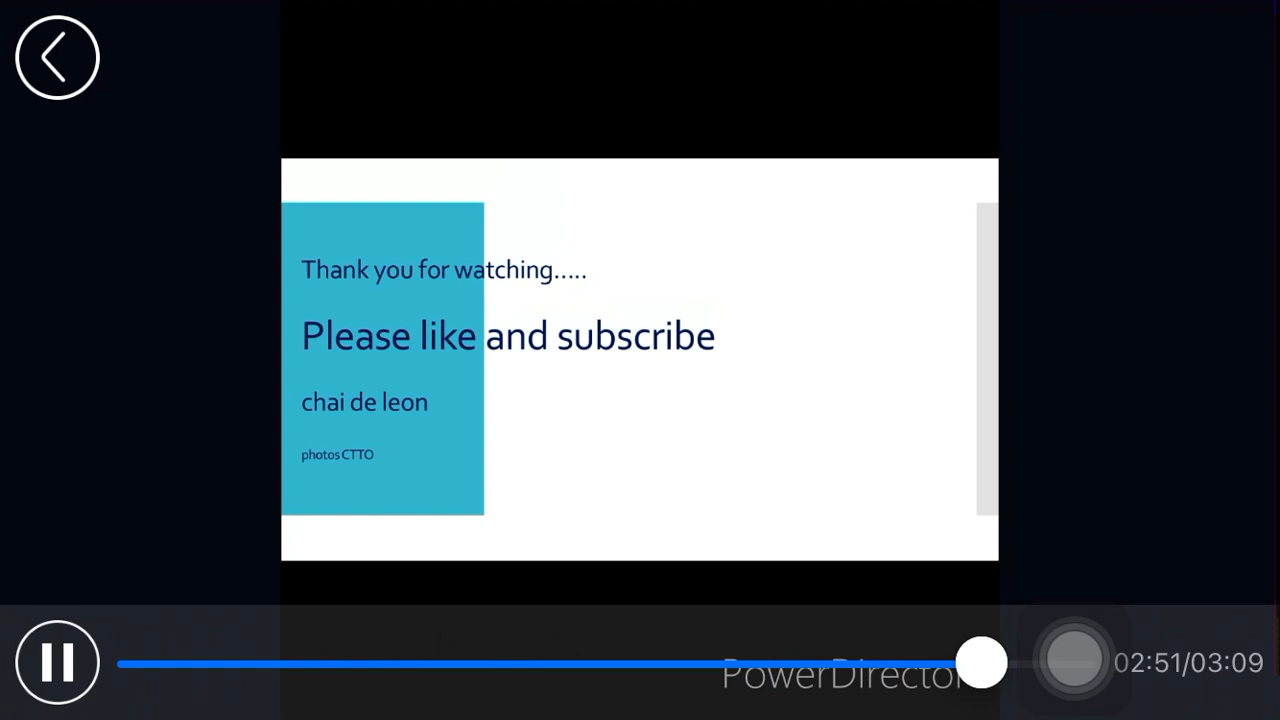 Thank you for watching.....
Please like and subscribe
chai de leon
photos CTTO
PowerDirector
02:51/03:09